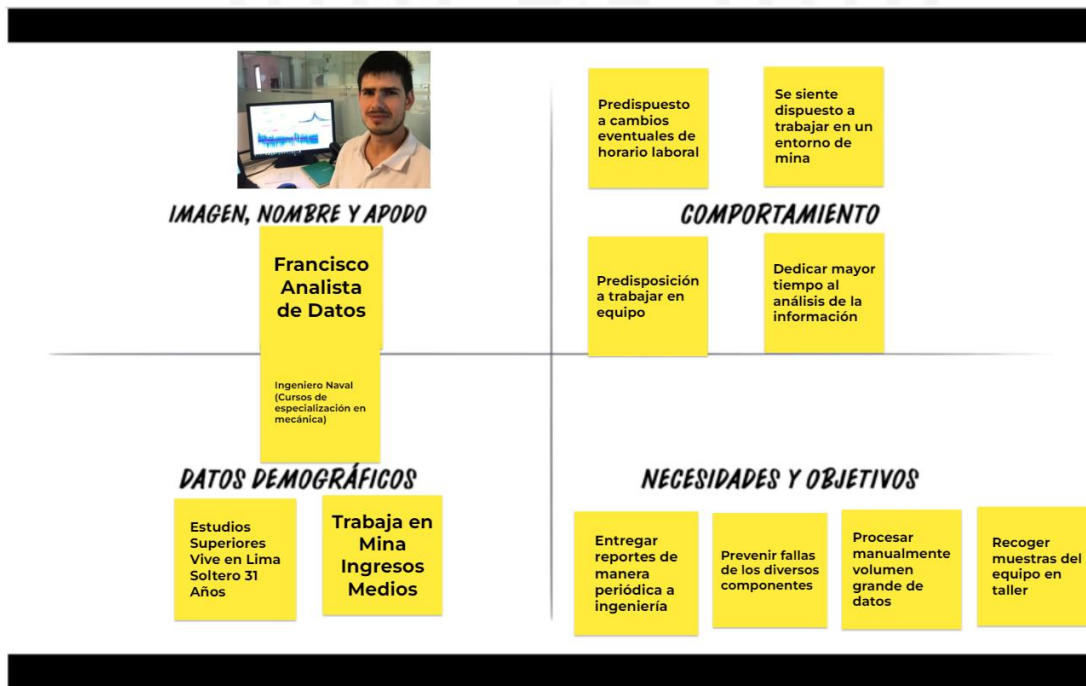 IMAGEN, NOMBRE Y APODO
Francisco
Analista
de Datos
Ingeniero Naval
(Cursos de
especialización en
mecánica)
Predispuesto
a cambios
eventuales de
horario laboral
Se siente
dispuesto a
trabajar en un
entorno de
mina
COMPORTAMIENTO
Predisposición
a trabajar en
equipo
Dedicar mayor
tiempo al
análisis de la
información
DATOS DEMOGRÁFICOS
Estudios
Superiores
Vive en Lima
Soltero 31
Años
Trabaja en
Mina
Ingresos
Medios
NECESIDADES Y OBJETIVOS
Entregar
reportes de
manera
periódica a
ingeniería
Prevenir fallas
de los diversos
componentes
Procesar
manualmente
volumen
grande de
datos
Recoger
muestras del
equipo en
taller